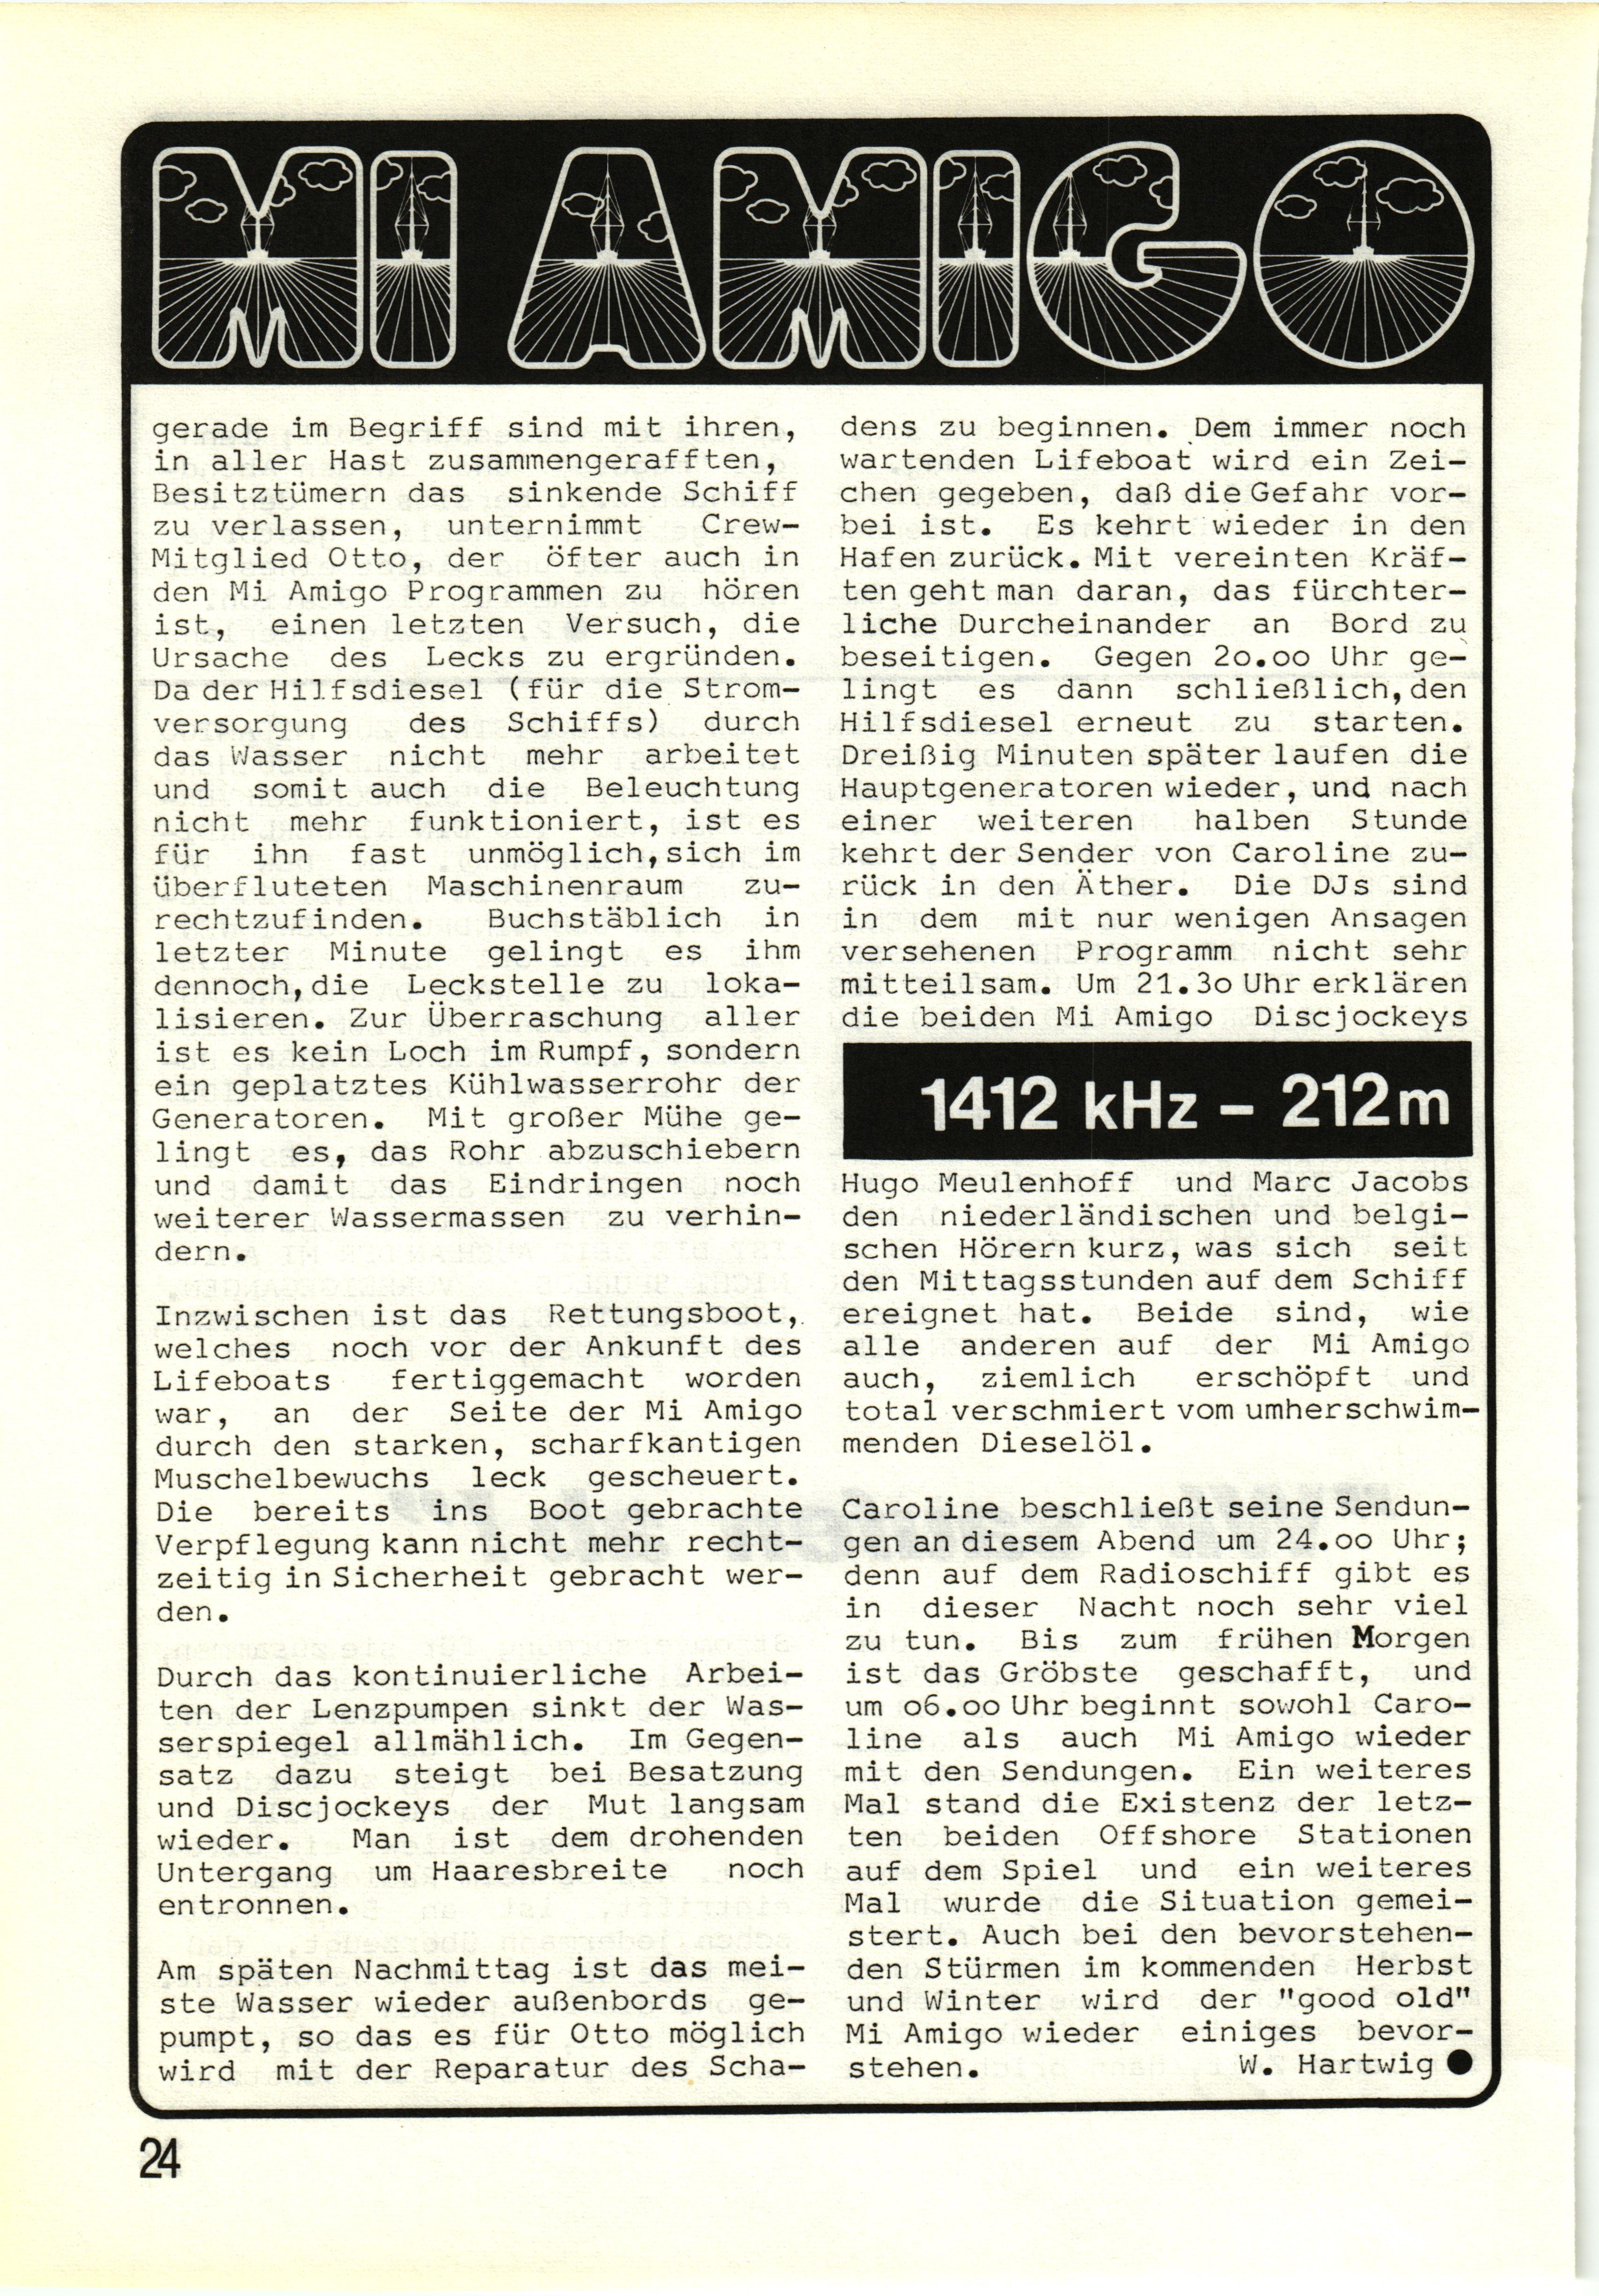 MI AMIGO
gerade im Begriff sind mit ihren,
in aller Hast zusammengerafften,
Besitztümern das sinkende Schiff
zu verlassen, unternimmt Crew-
Mitglied Otto, der öfter auch in
den Mi Amigo Programmen zu hören
ist, einen letzten Versuch, die
Ursache des Lecks zu ergründen.
Da der Hilfsdiesel (für die Strom-
versorgung des Schiffs) durch
das Wasser nicht mehr arbeitet
und somit auch die Beleuchtung
nicht mehr funktioniert, ist es
für ihn fast unmöglich, sich im
überfluteten Maschinenraum zu-
rechtzufinden. Buchstäblich in
letzter Minute gelingt es ihm
dennoch, die Leckstelle zu loka-
lisieren. Zur Überraschung aller
ist es kein Loch im Rumpf, sondern
ein geplatztes Kühlwasserrohr der
Generatoren. Mit großer Mühe ge-
lingt es, das Rohr abzuschiebern
und damit das Eindringen noch
weiterer Wassermassen zu verhin-
dern.
Inzwischen ist das Rettungsboot,
welches noch vor der Ankunft des
Lifeboats fertiggemacht worden
war, an der Seite der Mi Amigo
durch den starken, scharfkantigen
Muschelbewuchs leck gescheuert.
Die bereits ins Boot gebrachte
Verpflegung kann nicht mehr recht-
zeitig in Sicherheit gebracht wer-
den.
Durch das kontinuierliche Arbei-
ten der Lenzpumpen sinkt der Was-
serspiegel allmählich. Im Gegen-
satz dazu steigt bei Besatzung
und Discjockeys der Mut langsam
wieder. Man ist dem drohenden
Untergang um Haaresbreite noch
entronnen.
Am späten Nachmittag ist das mei-
ste Wasser wieder außenbords ge-
pumpt, so das es für Otto möglich
wird mit der Reparatur des Scha-
dens zu beginnen. Dem immer noch
wartenden Lifeboat wird ein Zei-
chen gegeben, daß die Gefahr vor-
bei ist. Es kehrt wieder in den
Hafen zurück. Mit vereinten Kräf-
ten geht man daran, das fürchter-
liche Durcheinander an Bord zu
beseitigen. Gegen 2o.oo Uhr ge-
lingt es dann schließlich, den
Hilfsdiesel erneut zu starten.
Dreißig Minuten später laufen die
Hauptgeneratoren wieder, und nach
einer weiteren halben Stunde
kehrt der Sender von Caroline zu-
rück in den Äther. Die DJs sind
in dem mit nur wenigen Ansagen
versehenen Programm nicht sehr
mitteilsam. Um 21.3o Uhr erklären
die beiden Mi Amigo Discjockeys
1412 kHz – 212m
Hugo Meulenhoff und Marc Jacobs
den niederländischen und belgi-
schen Hörern kurz, was sich seit
den Mittagsstunden auf dem Schiff
ereignet hat. Beide sind, wie
alle anderen auf der Mi Amigo
auch, ziemlich erschöpft und
total verschmiert vom umherschwim-
menden Dieselöl.
Caroline beschließt seine Sendun-
gen an diesem Abend um 24.oo Uhr;
denn auf dem Radioschiff gibt es
in dieser Nacht noch sehr viel
zu tun. Bis zum frühen Morgen
ist das Gröbste geschafft, und
um o6.oo Uhr beginnt sowohl Caro-
line als auch Mi Amigo wieder
mit den Sendungen. Ein weiteres
Mal stand die Existenz der letz-
ten beiden Offshore Stationen
auf dem Spiel und ein weiteres
Mal wurde die Situation gemei-
stert. Auch bei den bevorstehen-
den Stürmen im kommenden Herbst
und Winter wird der "good old"
Mi Amigo wieder einiges bevor-
stehen. W. Hartwig ●
24